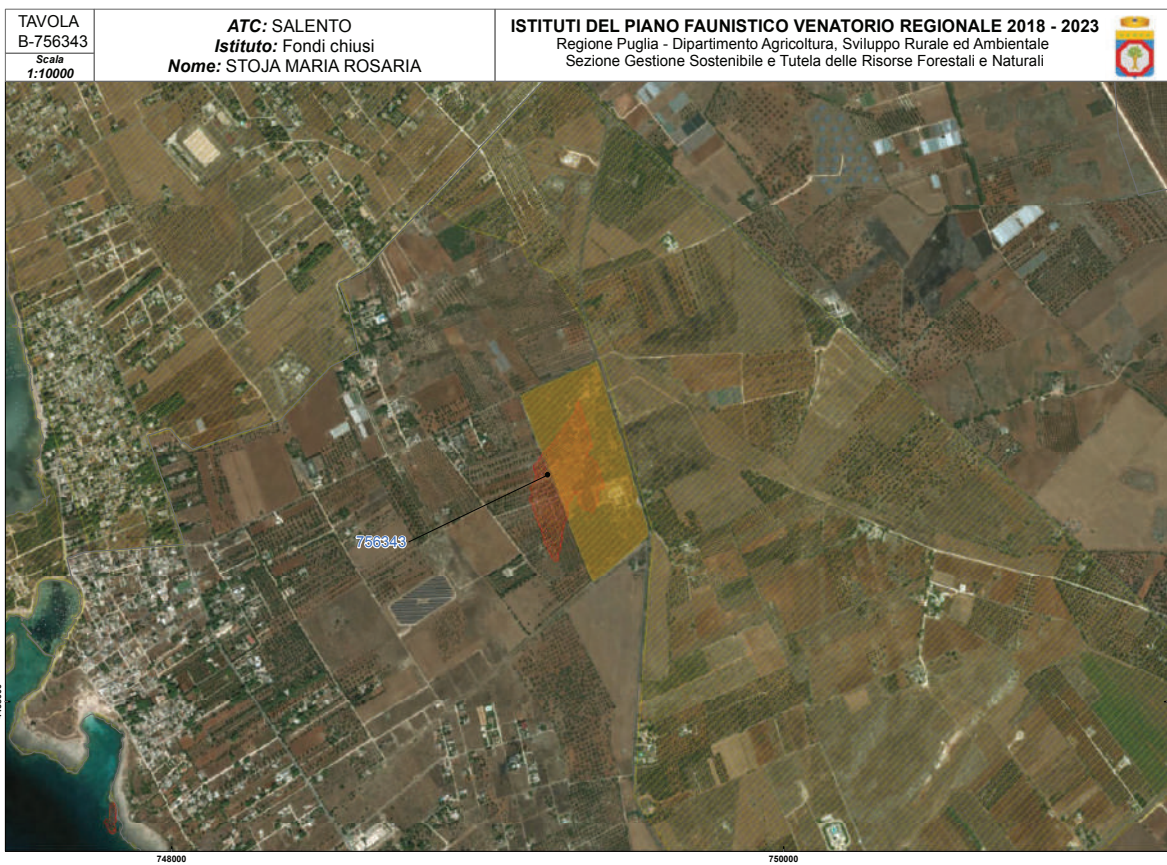 TAVOLA
B-756343
Scala
1:10000
ATC: SALENTO
Istituto: Fondi chiusi
Nome: STOJA MARIA ROSARIA
ISTITUTI DEL PIANO FAUNISTICO VENATORIO REGIONALE 2018 - 2023
Regione Puglia - Dipartimento Agricoltura, Sviluppo Rurale ed Ambientale
Sezione Gestione Sostenibile e Tutela delle Risorse Forestali e Naturali
756343
748000
750000